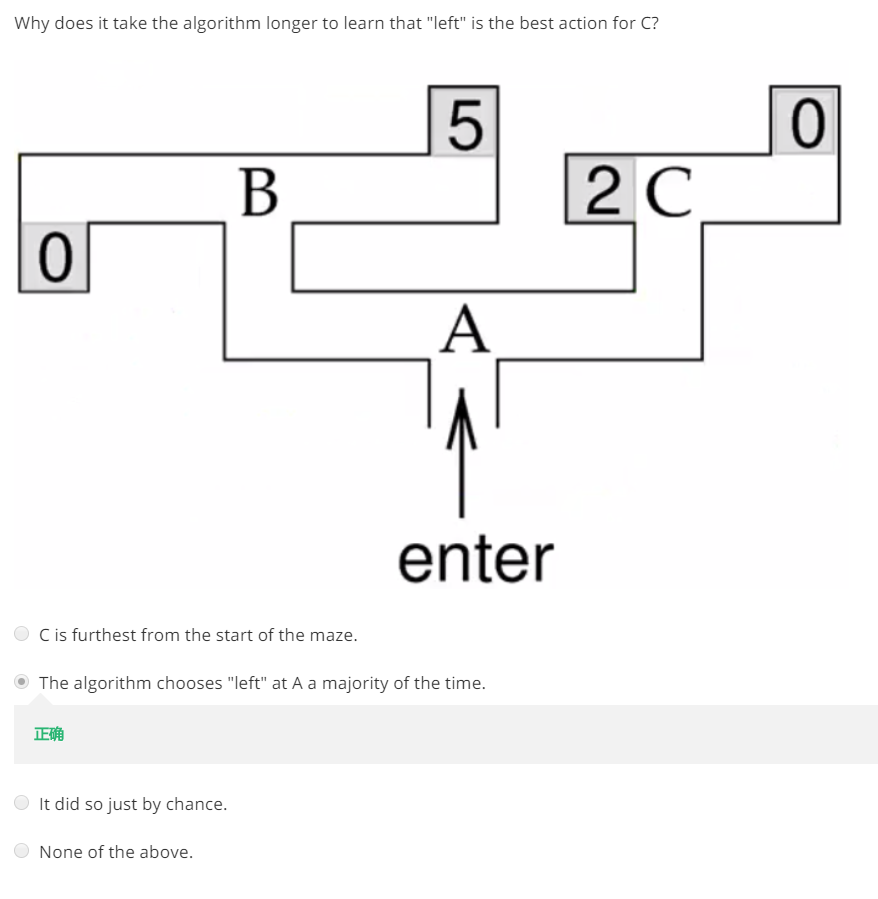 Why does it take the algorithm longer to learn that "left" is the best action for C?
5
0
B
2 C
0
A
enter
C is furthest from the start of the maze.
The algorithm chooses "left" at A a majority of the time.
正确
It did so just by chance.
None of the above.